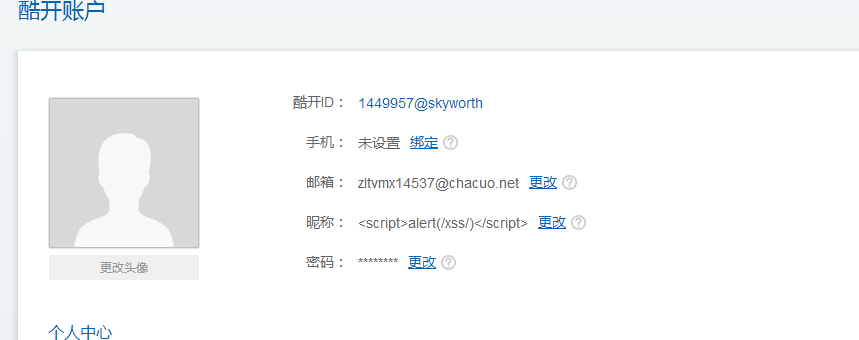 酷开账户
酷开ID： 1449957@skyworth
手机： 未设置 绑定 ?
邮箱： zltvmx14537@chacuo.net 更改 ?
昵称： <script>alert(/xss/)</script> 更改 ?
密码： ******** 更改 ?
更改头像
个人中心